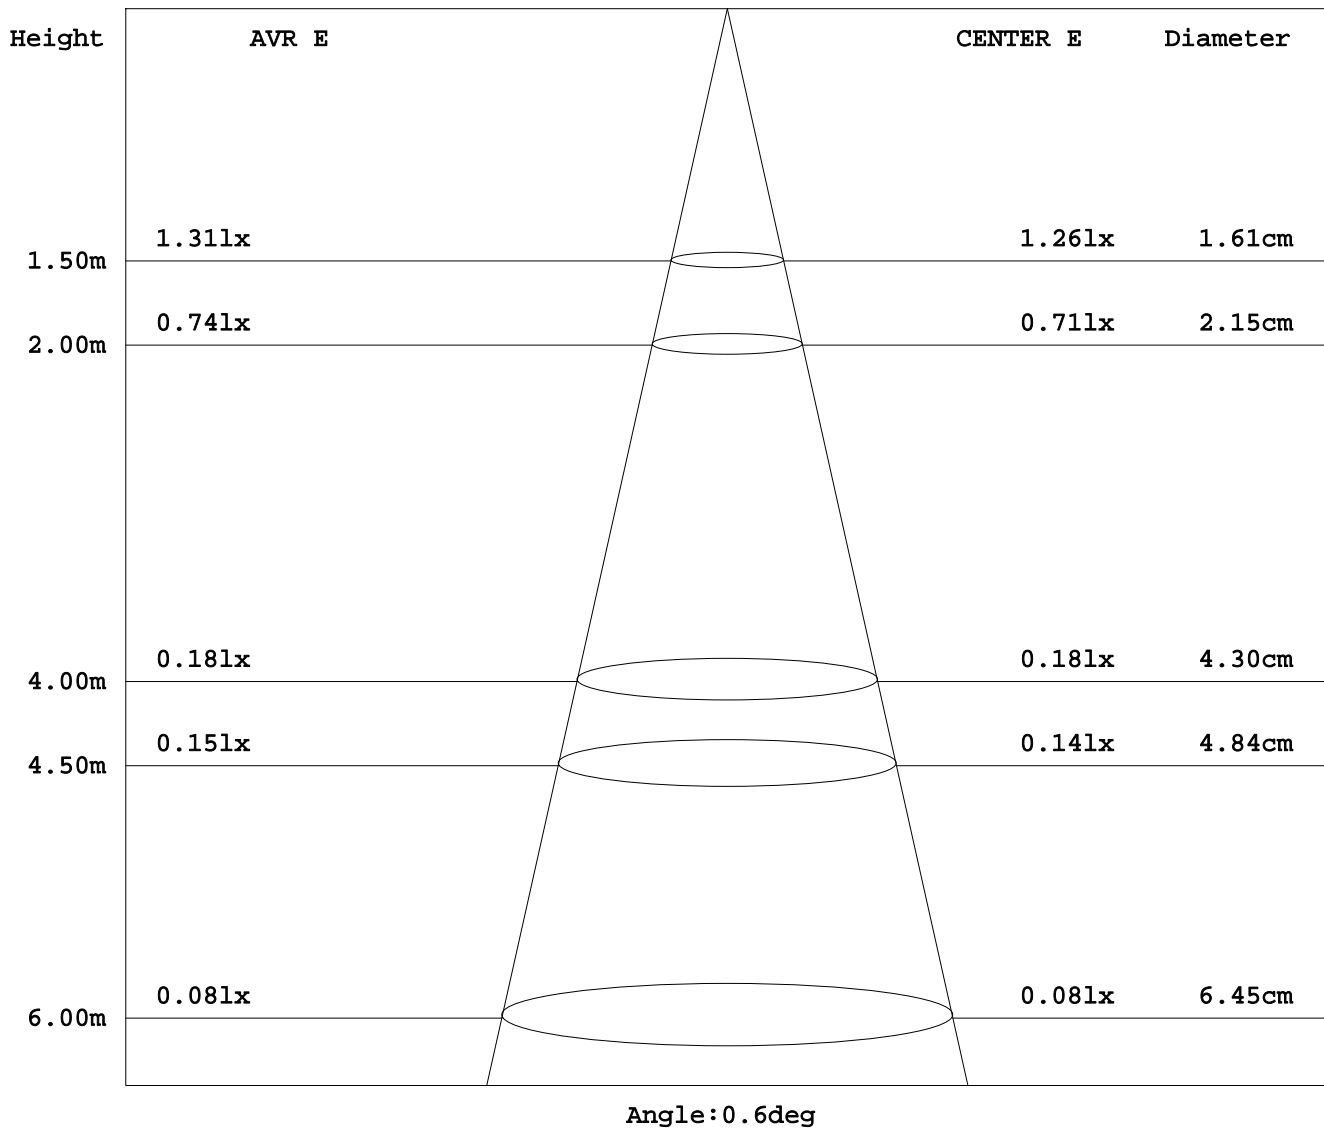 Height AVR E CENTER E Diameter
1.31lx 1.26lx 1.61cm
1.50m
0.74lx 0.71lx 2.15cm
2.00m
0.18lx 0.18lx 4.30cm
4.00m
0.15lx 0.14lx 4.84cm
4.50m
0.08lx 0.08lx 6.45cm
6.00m
Angle:0.6deg